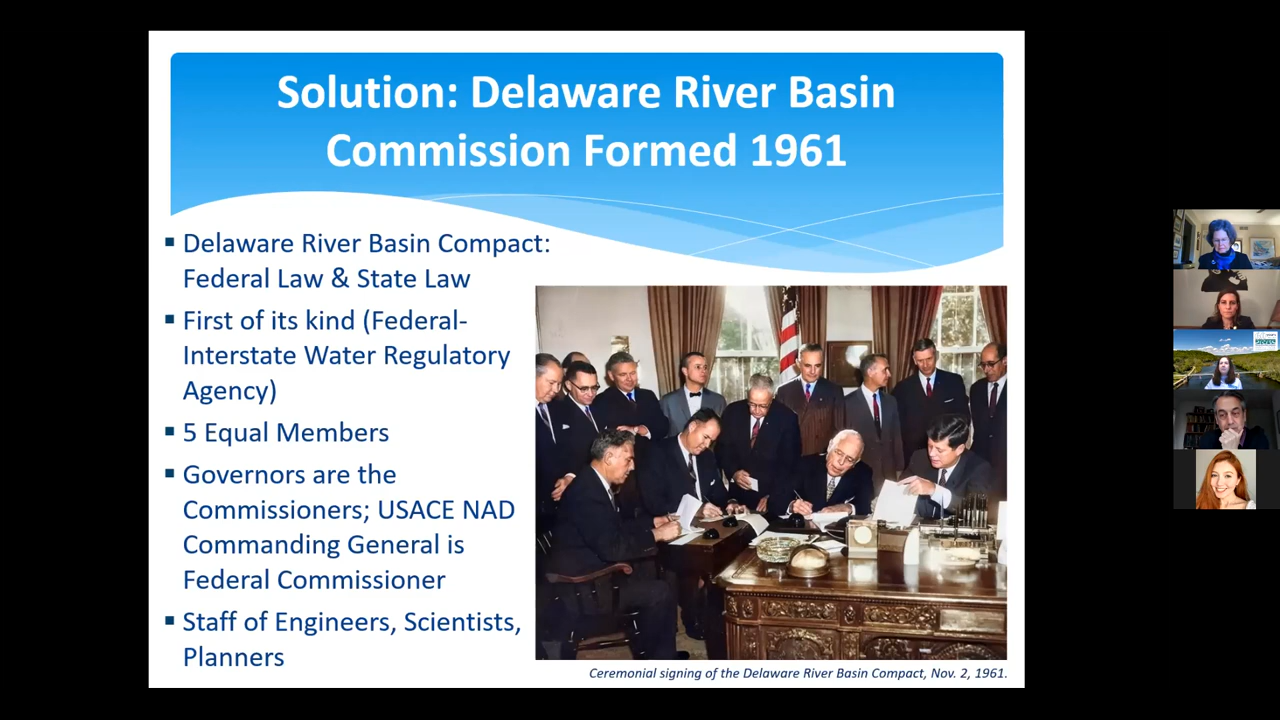 Solution: Delaware River Basin
Commission Formed 1961
▪ Delaware River Basin Compact:
Federal Law & State Law
▪ First of its kind (Federal-
Interstate Water Regulatory
Agency)
▪ 5 Equal Members
▪ Governors are the
Commissioners; USACE NAD
Commanding General is
Federal Commissioner
▪ Staff of Engineers, Scientists,
Planners
Ceremonial signing of the Delaware River Basin Compact, Nov. 2, 1961.